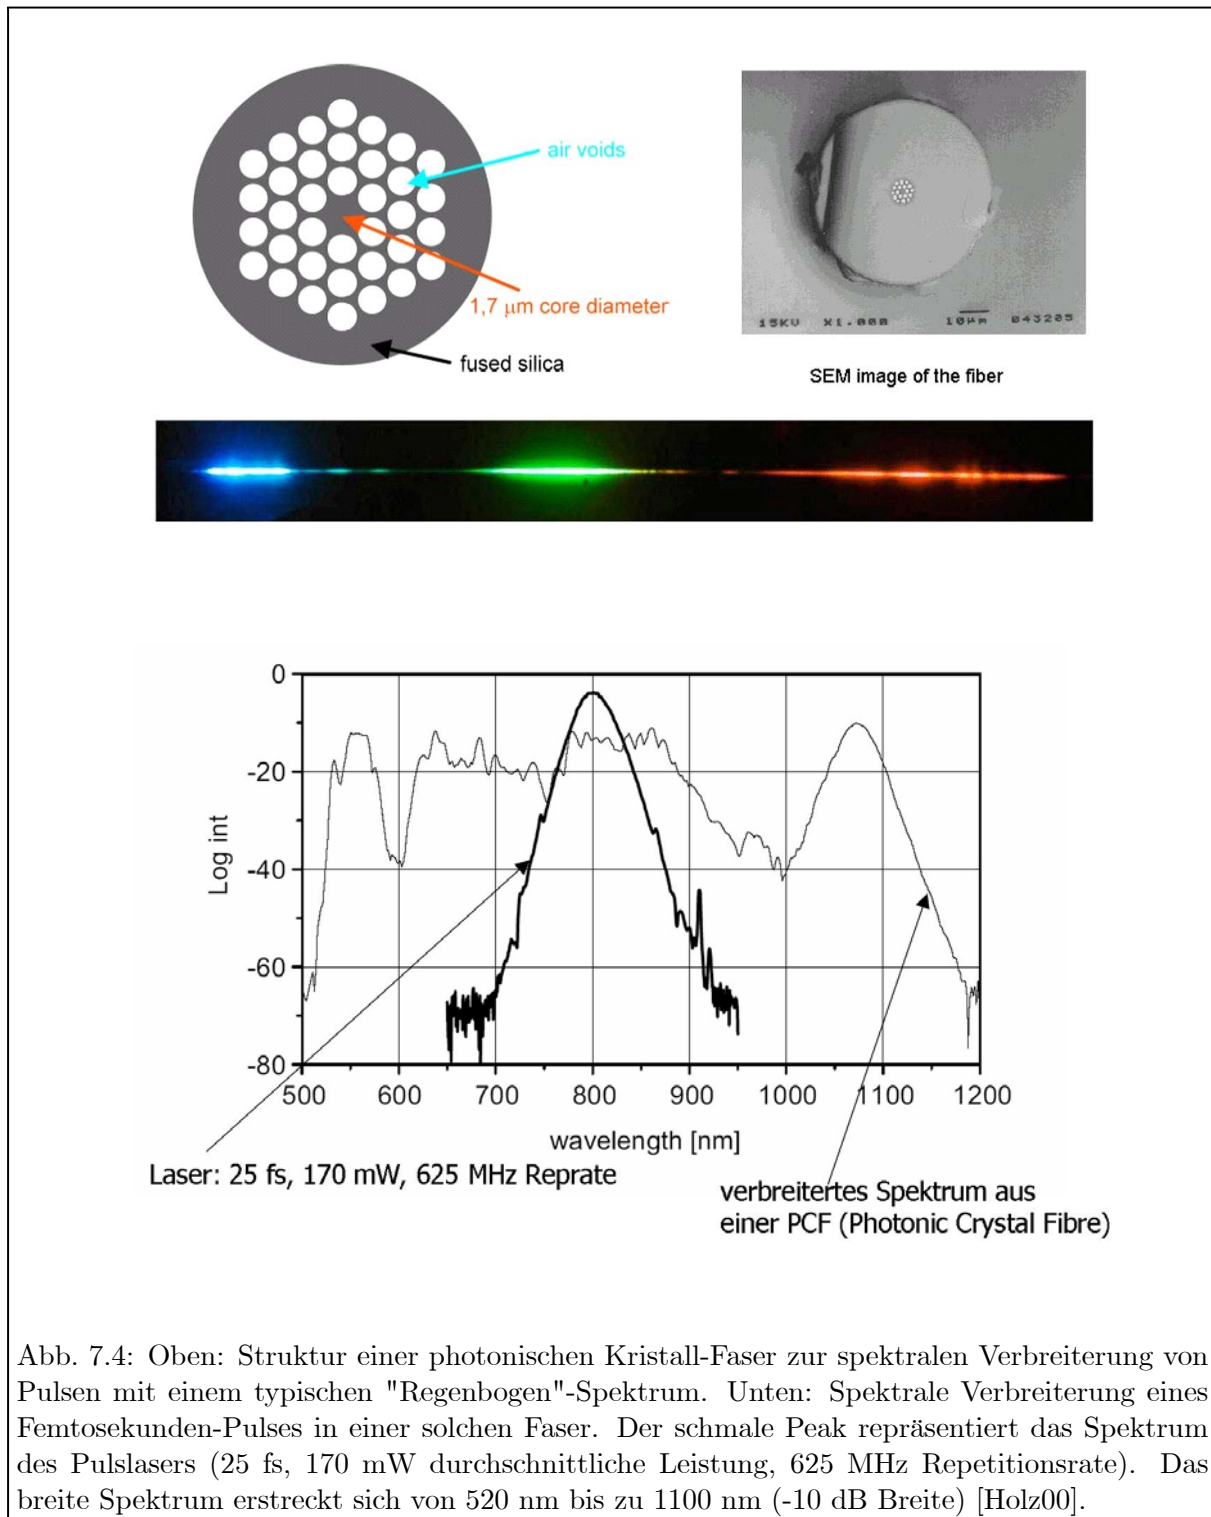 air voids
1,7 μm core diameter
fused silica
15KV X1.000 10μm 043205
SEM image of the fiber
0
-20
-40
-60
-80
Log int
500 600 700 800 900 1000 1100 1200
wavelength [nm]
Laser: 25 fs, 170 mW, 625 MHz Reprate
verbreitertes Spektrum aus
einer PCF (Photonic Crystal Fibre)
Abb. 7.4: Oben: Struktur einer photonischen Kristall-Faser zur spektralen Verbreiterung von
Pulsen mit einem typischen "Regenbogen"-Spektrum. Unten: Spektrale Verbreiterung eines
Femtosekunden-Pulses in einer solchen Faser. Der schmale Peak repräsentiert das Spektrum
des Pulslasers (25 fs, 170 mW durchschnittliche Leistung, 625 MHz Repetitionsrate). Das
breite Spektrum erstreckt sich von 520 nm bis zu 1100 nm (-10 dB Breite) [Holz00].